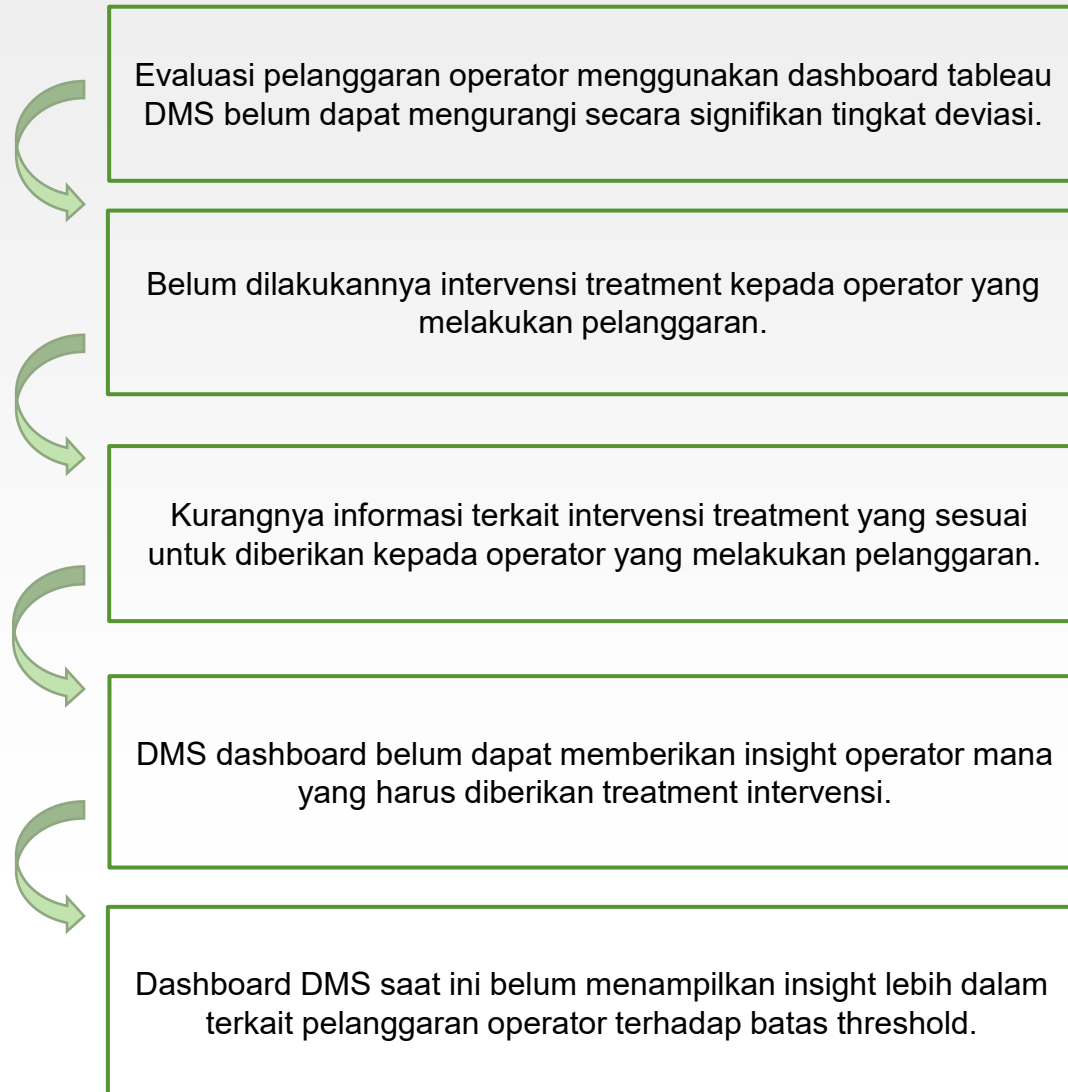 Evaluasi pelanggaran operator menggunakan dashboard tableau
DMS belum dapat mengurangi secara signifikan tingkat deviasi.
Belum dilakukannya intervensi treatment kepada operator yang
melakukan pelanggaran.
Kurangnya informasi terkait intervensi treatment yang sesuai
untuk diberikan kepada operator yang melakukan pelanggaran.
DMS dashboard belum dapat memberikan insight operator mana
yang harus diberikan treatment intervensi.
Dashboard DMS saat ini belum menampilkan insight lebih dalam
terkait pelanggaran operator terhadap batas threshold.